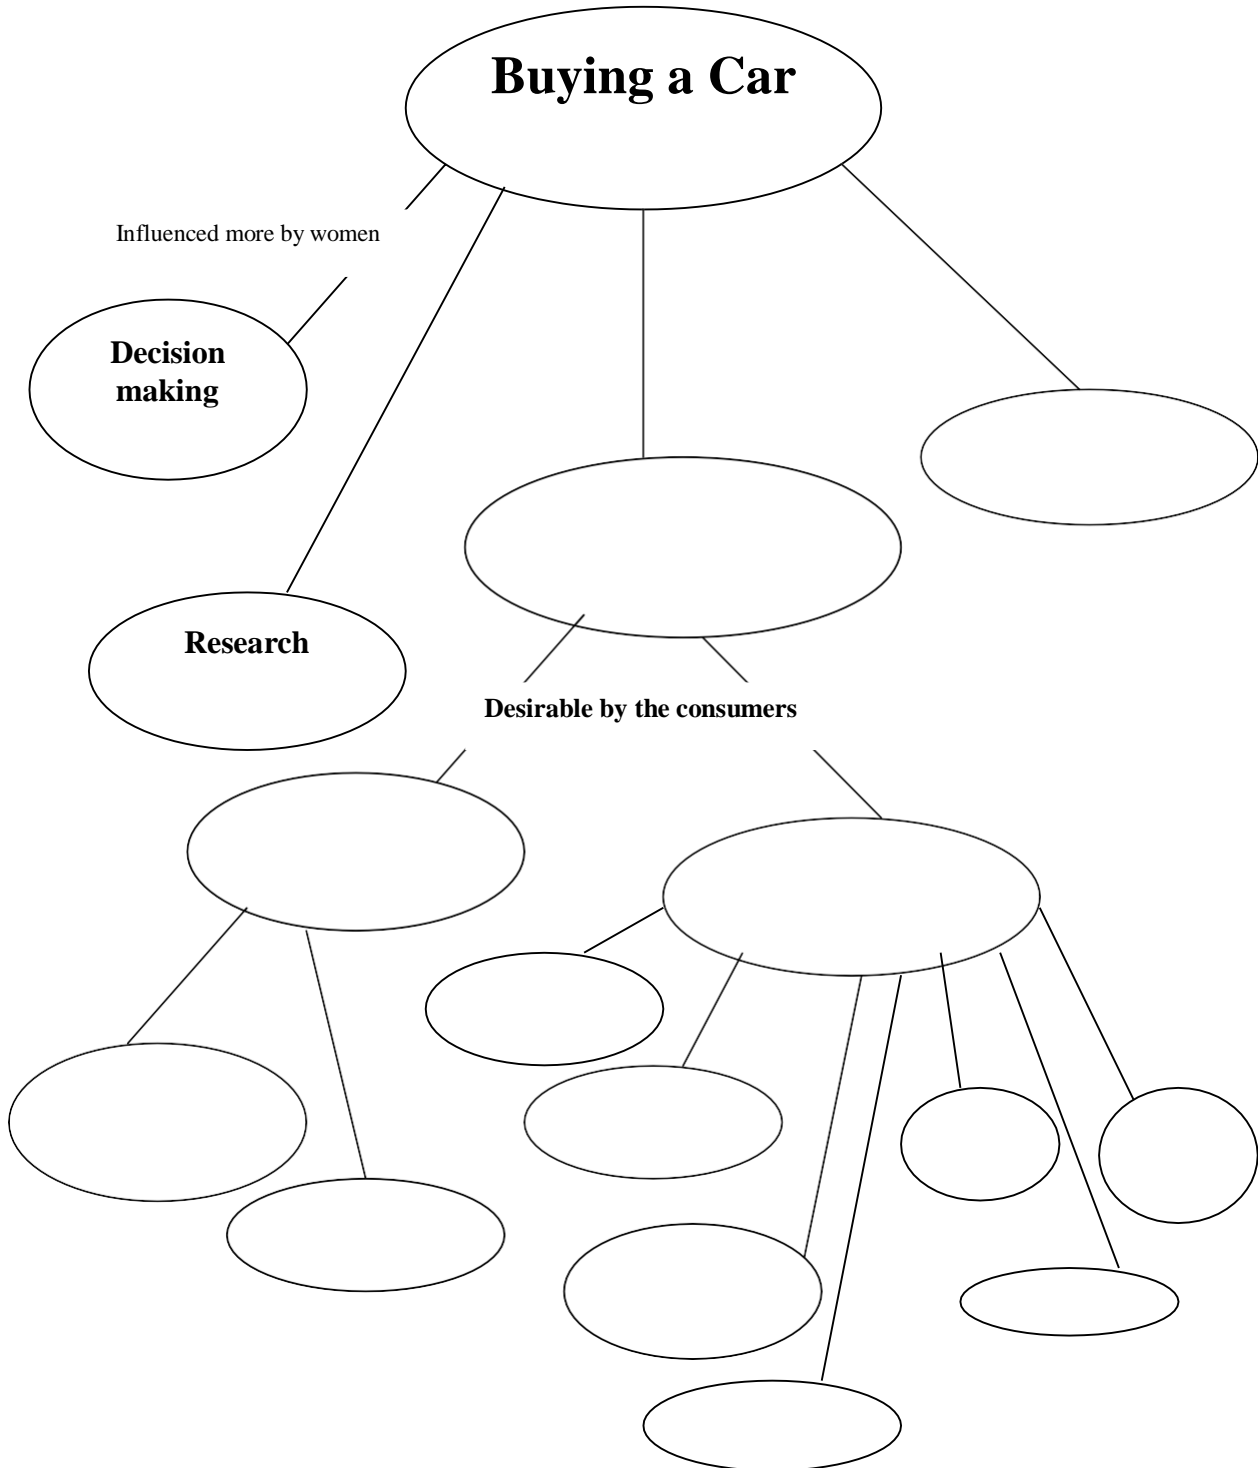 Buying a Car
Influenced more by women
Decision
making
Research
Desirable by the consumers